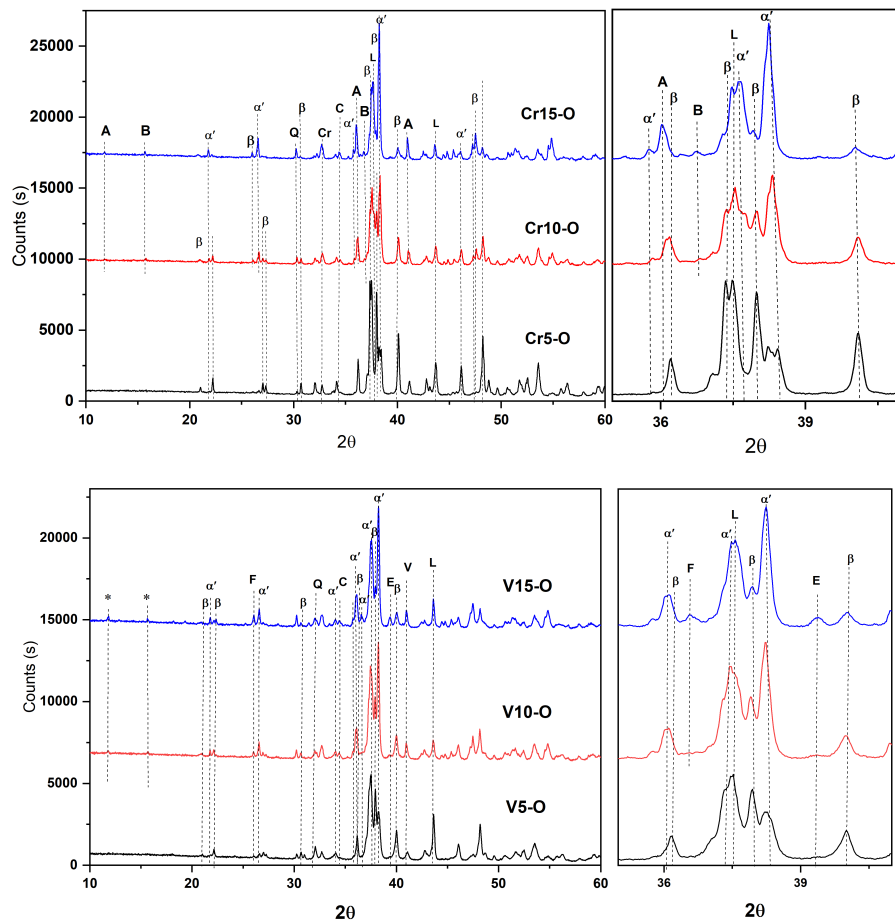 25000
20000
15000
10000
5000
0
Counts (s)
10
20
30
40
50
60
2θ
A
B
α′
β
α′
Q
β
Cr
C
α′
β
A
B
β
L
α′
β
A
L
α′
β
Cr15-O
β
β
Cr10-O
Cr5-O
α′
A
β
B
β
L
α′
β
α′
β
36
39
2θ
20000
15000
10000
5000
0
Counts (s)
10
20
30
40
50
60
2θ
*
*
β
α′
β
F
α′
β
Q
α′
C
α′
β
α
α′
β
α′
E
β
V
L
V15-O
V10-O
V5-O
α′
β
F
α′
L
β
α′
E
β
36
39
2θ